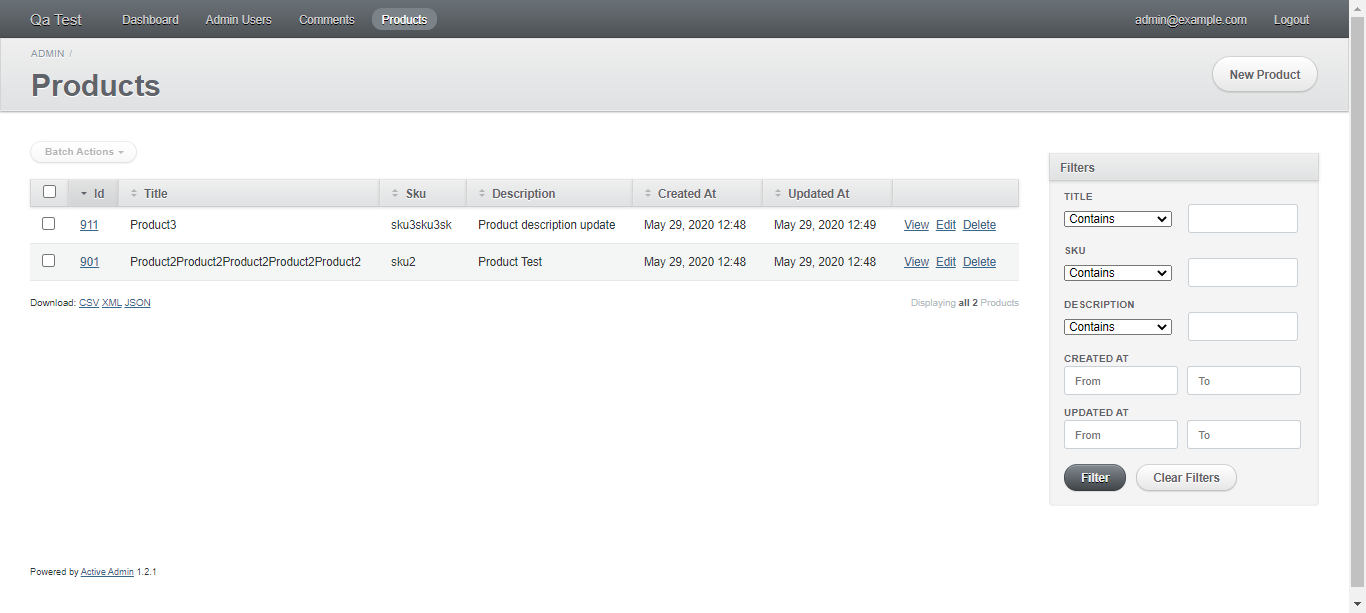 Qa Test Dashboard Admin Users Comments Products admin@example.com Logout
ADMIN /
Products
New Product
Batch Actions
Id Title Sku Description Created At Updated At
911 Product3 sku3sku3sk Product description update May 29, 2020 12:48 May 29, 2020 12:49 View Edit Delete
901 Product2Product2Product2Product2Product2 sku2 Product Test May 29, 2020 12:48 May 29, 2020 12:48 View Edit Delete
Download: CSV XML JSON
Displaying all 2 Products
Filters
TITLE
Contains
SKU
Contains
DESCRIPTION
Contains
CREATED AT
From To
UPDATED AT
From To
Filter Clear Filters
Powered by Active Admin 1.2.1